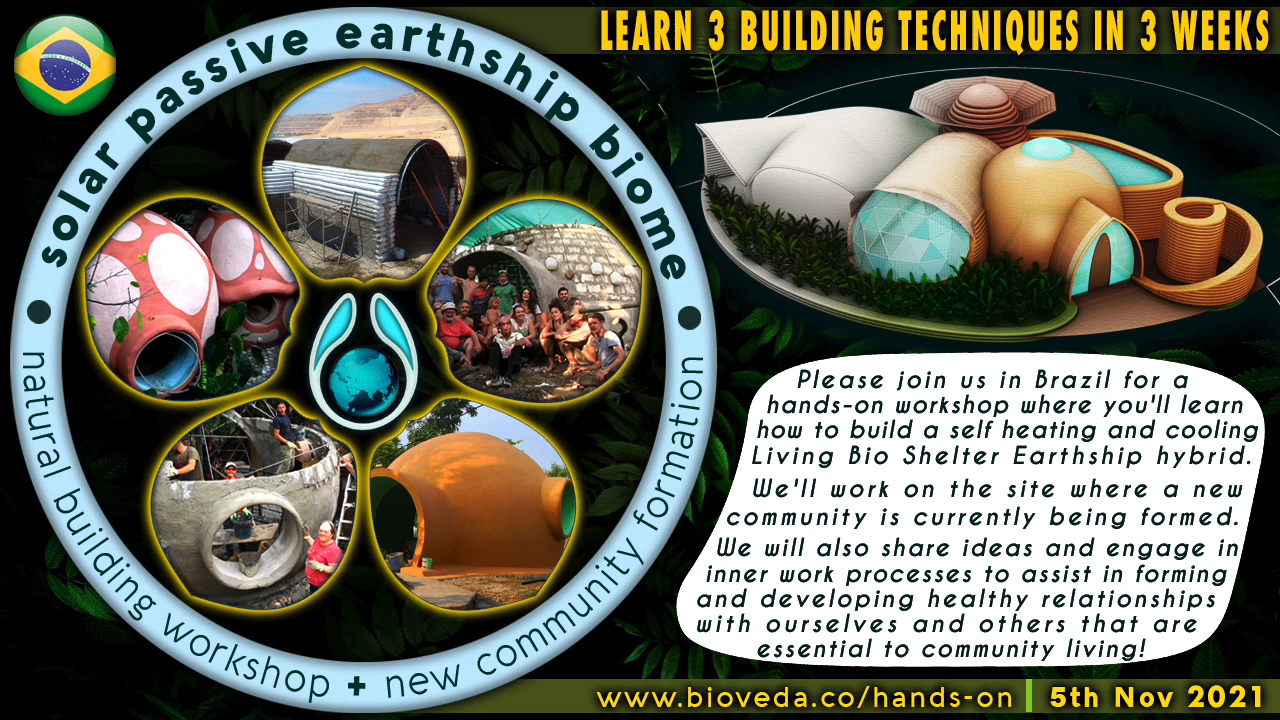 LEARN 3 BUILDING TECHNIQUES IN 3 WEEKS
solar passive earthship biome
natural building workshop + new community formation
Please join us in Brazil for a
hands-on workshop where you'll learn
how to build a self heating and cooling
Living Bio Shelter Earthship hybrid.
We'll work on the site where a new
community is currently being formed.
We will also share ideas and engage in
inner work processes to assist in forming
and developing healthy relationships
with ourselves and others that are
essential to community living!
www.bioveda.co/hands-on | 5th Nov 2021